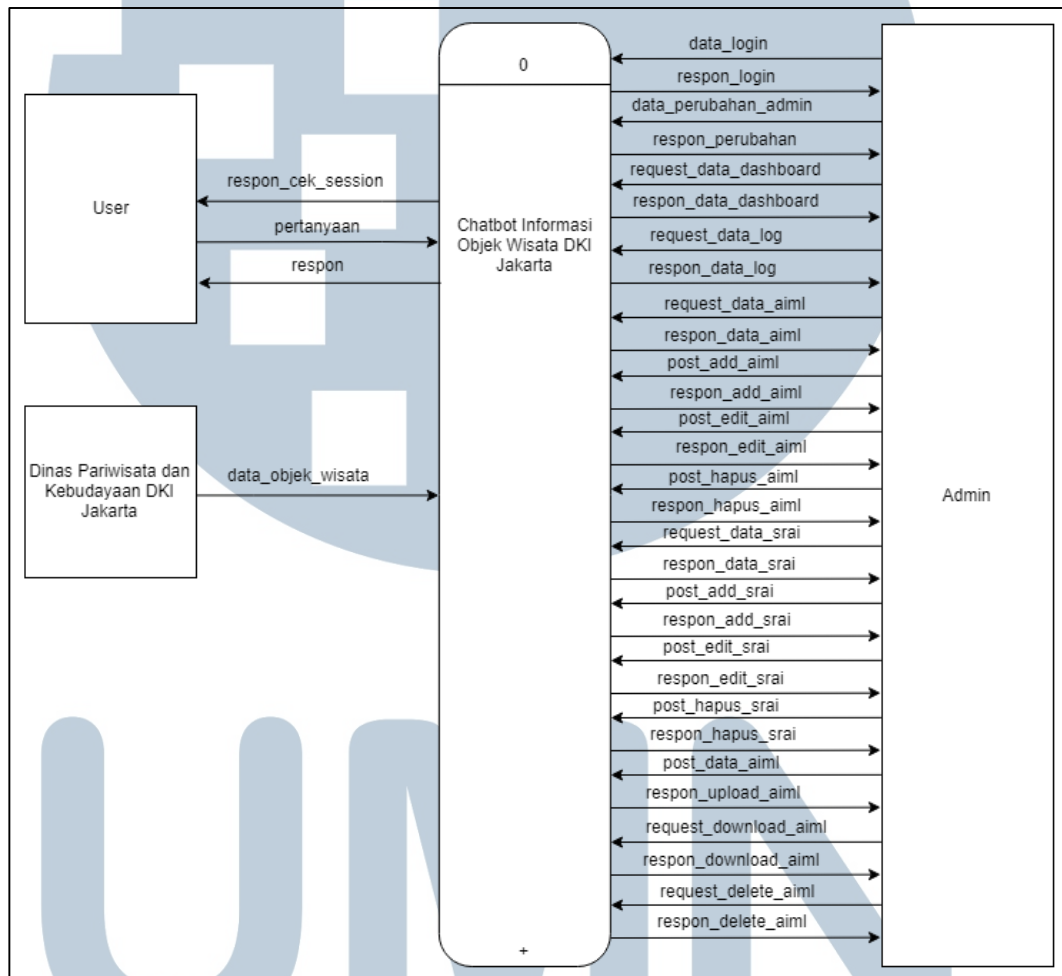 0
User
respon_cek_session
pertanyaan
respon
Dinas Pariwisata dan
Kebudayaan DKI
Jakarta
data_objek_wisata
Chatbot Informasi
Objek Wisata DKI
Jakarta
+
data_login
respon_login
data_perubahan_admin
respon_perubahan
request_data_dashboard
respon_data_dashboard
request_data_log
respon_data_log
request_data_aiml
respon_data_aiml
post_add_aiml
respon_add_aiml
post_edit_aiml
respon_edit_aiml
post_hapus_aiml
respon_hapus_aiml
request_data_srai
respon_data_srai
post_add_srai
respon_add_srai
post_edit_srai
respon_edit_srai
post_hapus_srai
respon_hapus_srai
post_data_aiml
respon_upload_aiml
request_download_aiml
respon_download_aiml
request_delete_aiml
respon_delete_aiml
Admin
UMN